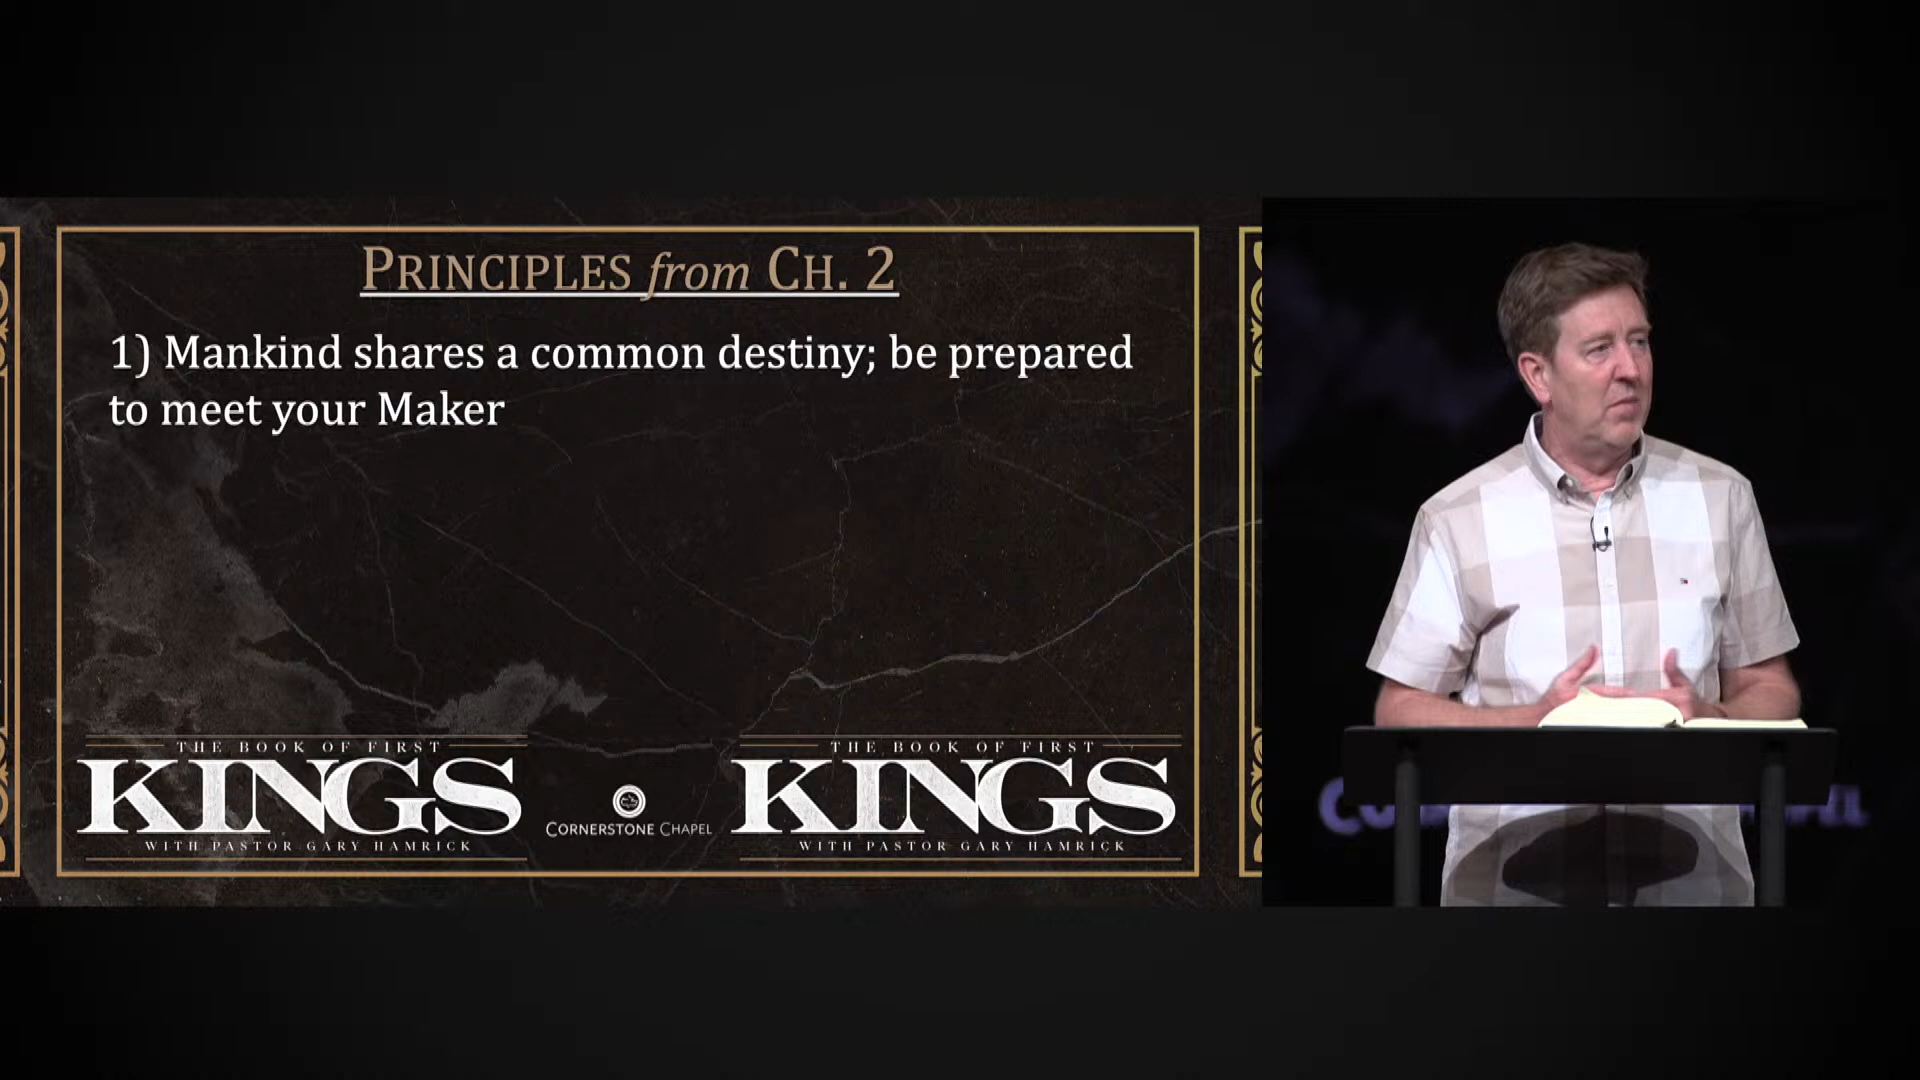 PRINCIPLES from CH. 2
1) Mankind shares a common destiny; be prepared
to meet your Maker
THE BOOK OF FIRST
KINGS
WITH PASTOR GARY HAMRICK
CORNERSTONE CHAPEL
THE BOOK OF FIRST
KINGS
WITH PASTOR GARY HAMRICK